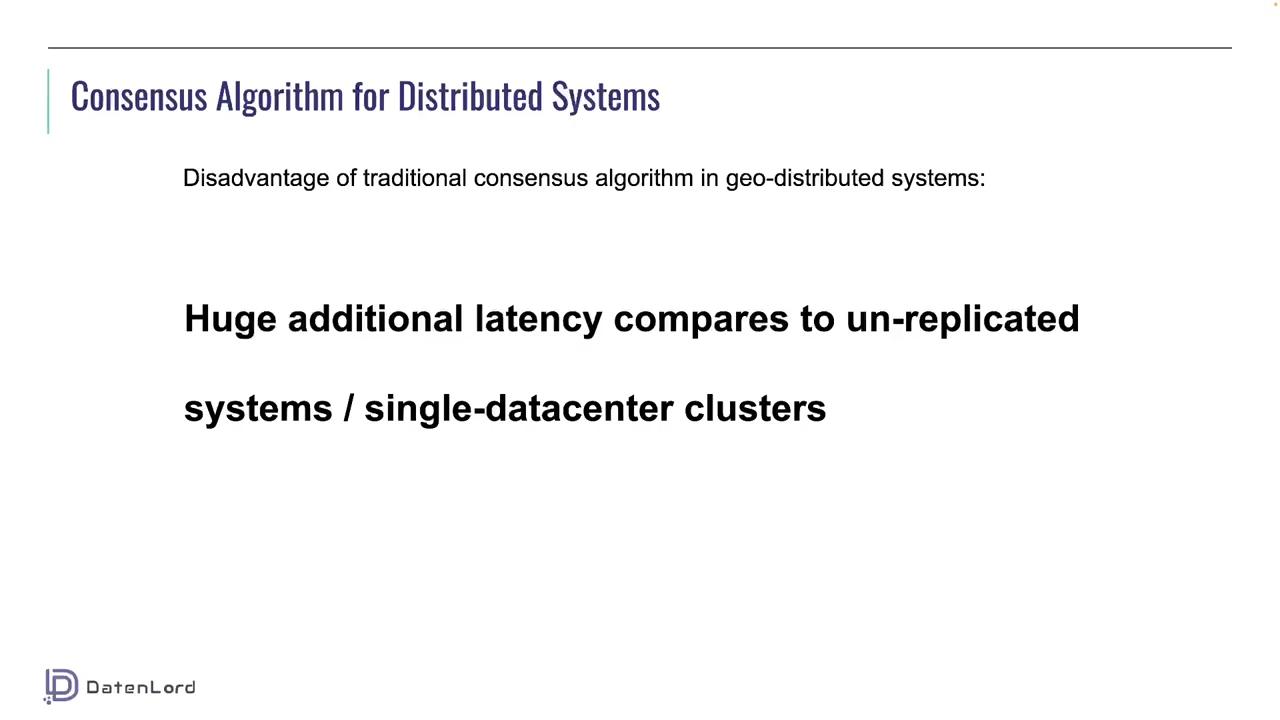 Consensus Algorithm for Distributed Systems
Disadvantage of traditional consensus algorithm in geo-distributed systems:
Huge additional latency compares to un-replicated
systems / single-datacenter clusters
DatenLord